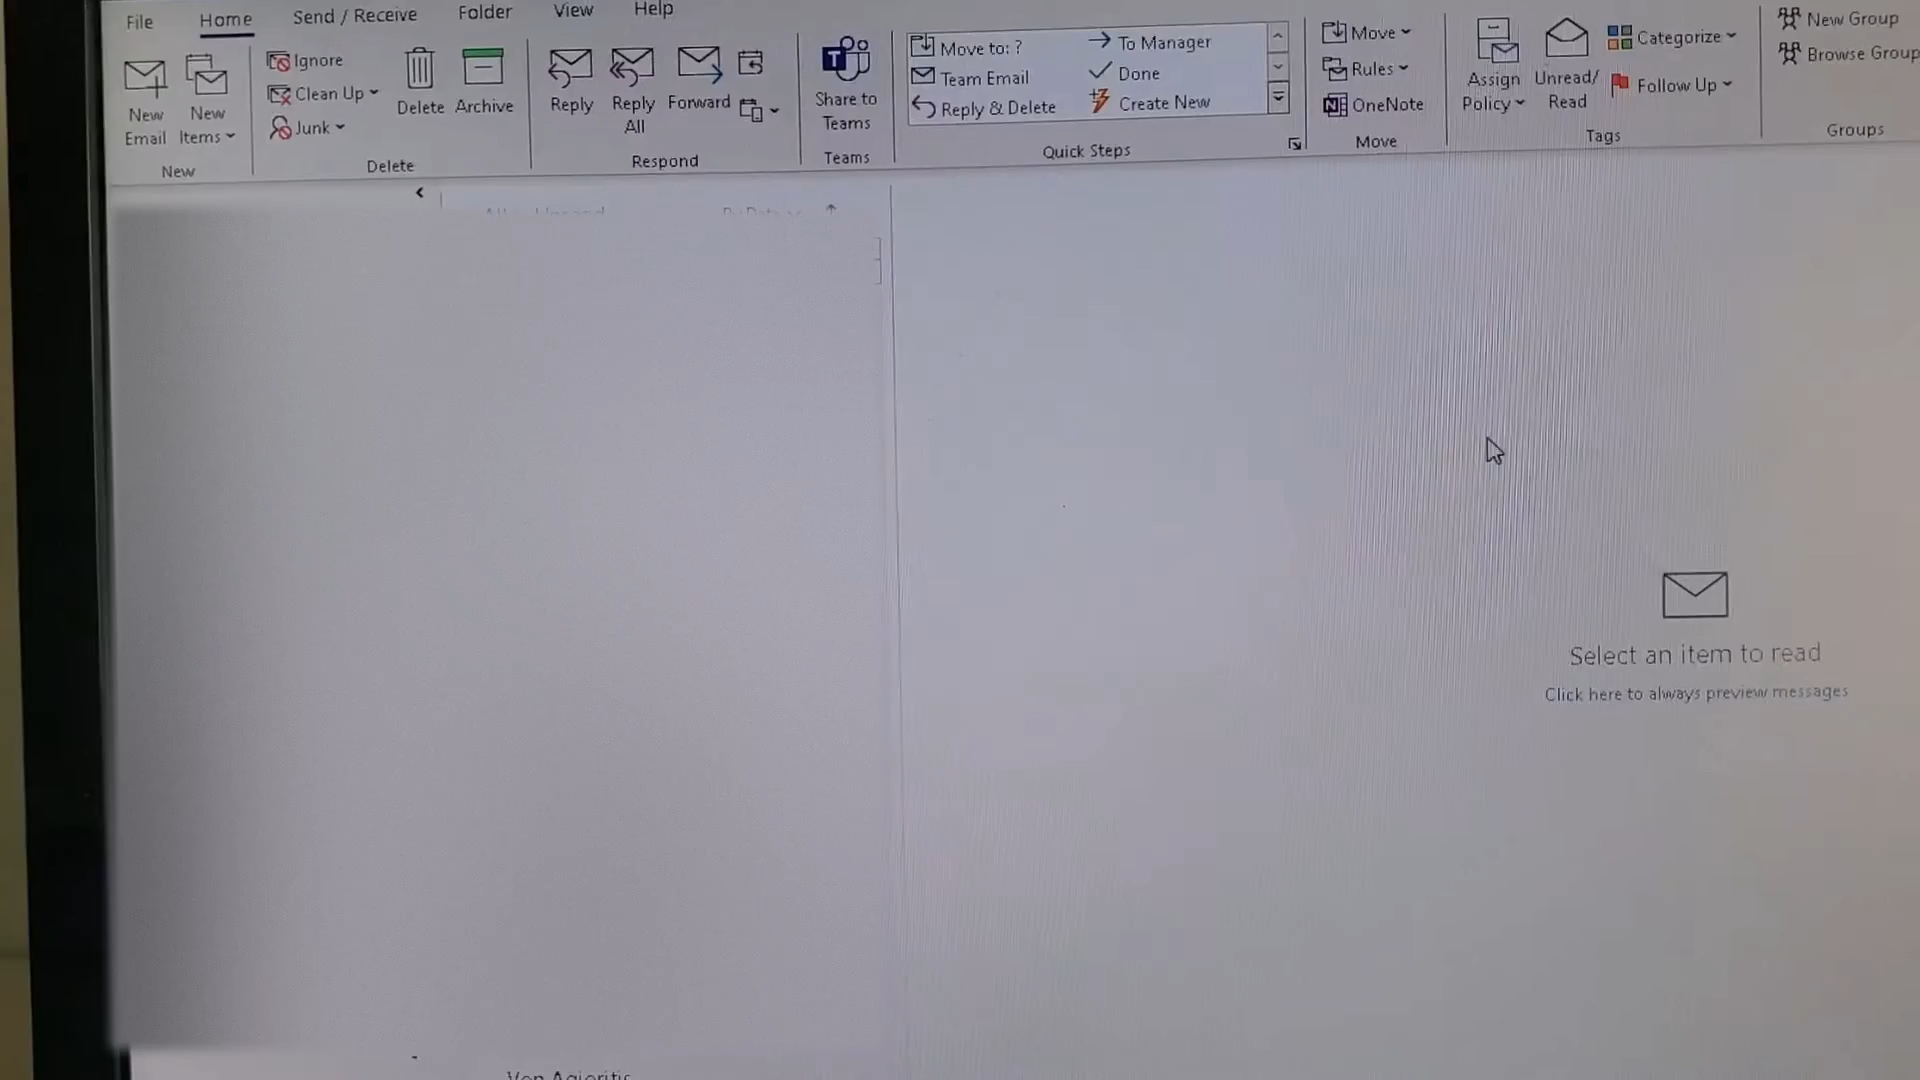 File Home Send / Receive Folder View Help
New Email
New Items
New
Ignore
Clean Up
Junk
Delete
Archive
Delete
Reply
Reply All
Forward
Respond
Share to Teams
Teams
Move to: ?
Team Email
Reply & Delete
To Manager
Done
Create New
Quick Steps
Move
Rules
OneNote
Move
Assign Policy
Unread/ Read
Categorize
Follow Up
Tags
New Group
Browse Group
Groups
Select an item to read
Click here to always preview messages